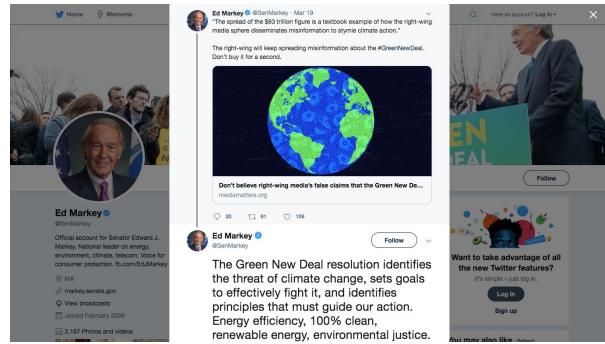 Home
Moments
Have an account? Log in
Ed Markey @SenMarkey · Mar 19
"The spread of the $93 trillion figure is a textbook example of how the right-wing
media sphere disseminates misinformation to stymie climate action."
The right-wing will keep spreading misinformation about the #GreenNewDeal.
Don't buy it for a second.
Don't believe right-wing media's false claims that the Green New De...
mediamatters.org
20 81 159
Ed Markey
@SenMarkey
Follow
The Green New Deal resolution identifies
the threat of climate change, sets goals
to effectively fight it, and identifies
principles that must guide our action.
Energy efficiency, 100% clean,
renewable energy, environmental justice.
Ed Markey
@SenMarkey
Official account for Senator Edward J.
Markey. National leader on energy,
environment, climate, telecom. Voice for
consumer protection. fb.com/EdJMarkey
MA
markey.senate.gov
View broadcasts
Joined February 2009
2,167 Photos and videos
EN
DEAL
Follow
Want to take advantage of all
the new Twitter features?
It's simple – just log in.
Log in
Sign up
You may also like · Refresh